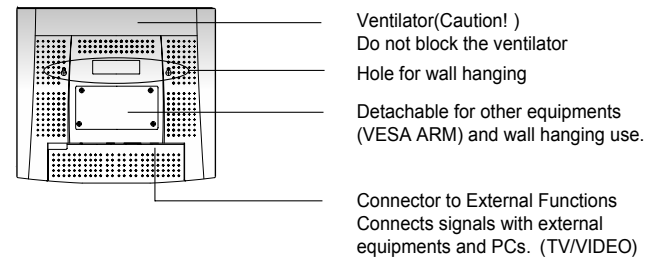 Ventilator(Caution! )
Do not block the ventilator
Hole for wall hanging
Detachable for other equipments
(VESA ARM) and wall hanging use.
Connector to External Functions
Connects signals with external
equipments and PCs. (TV/VIDEO)